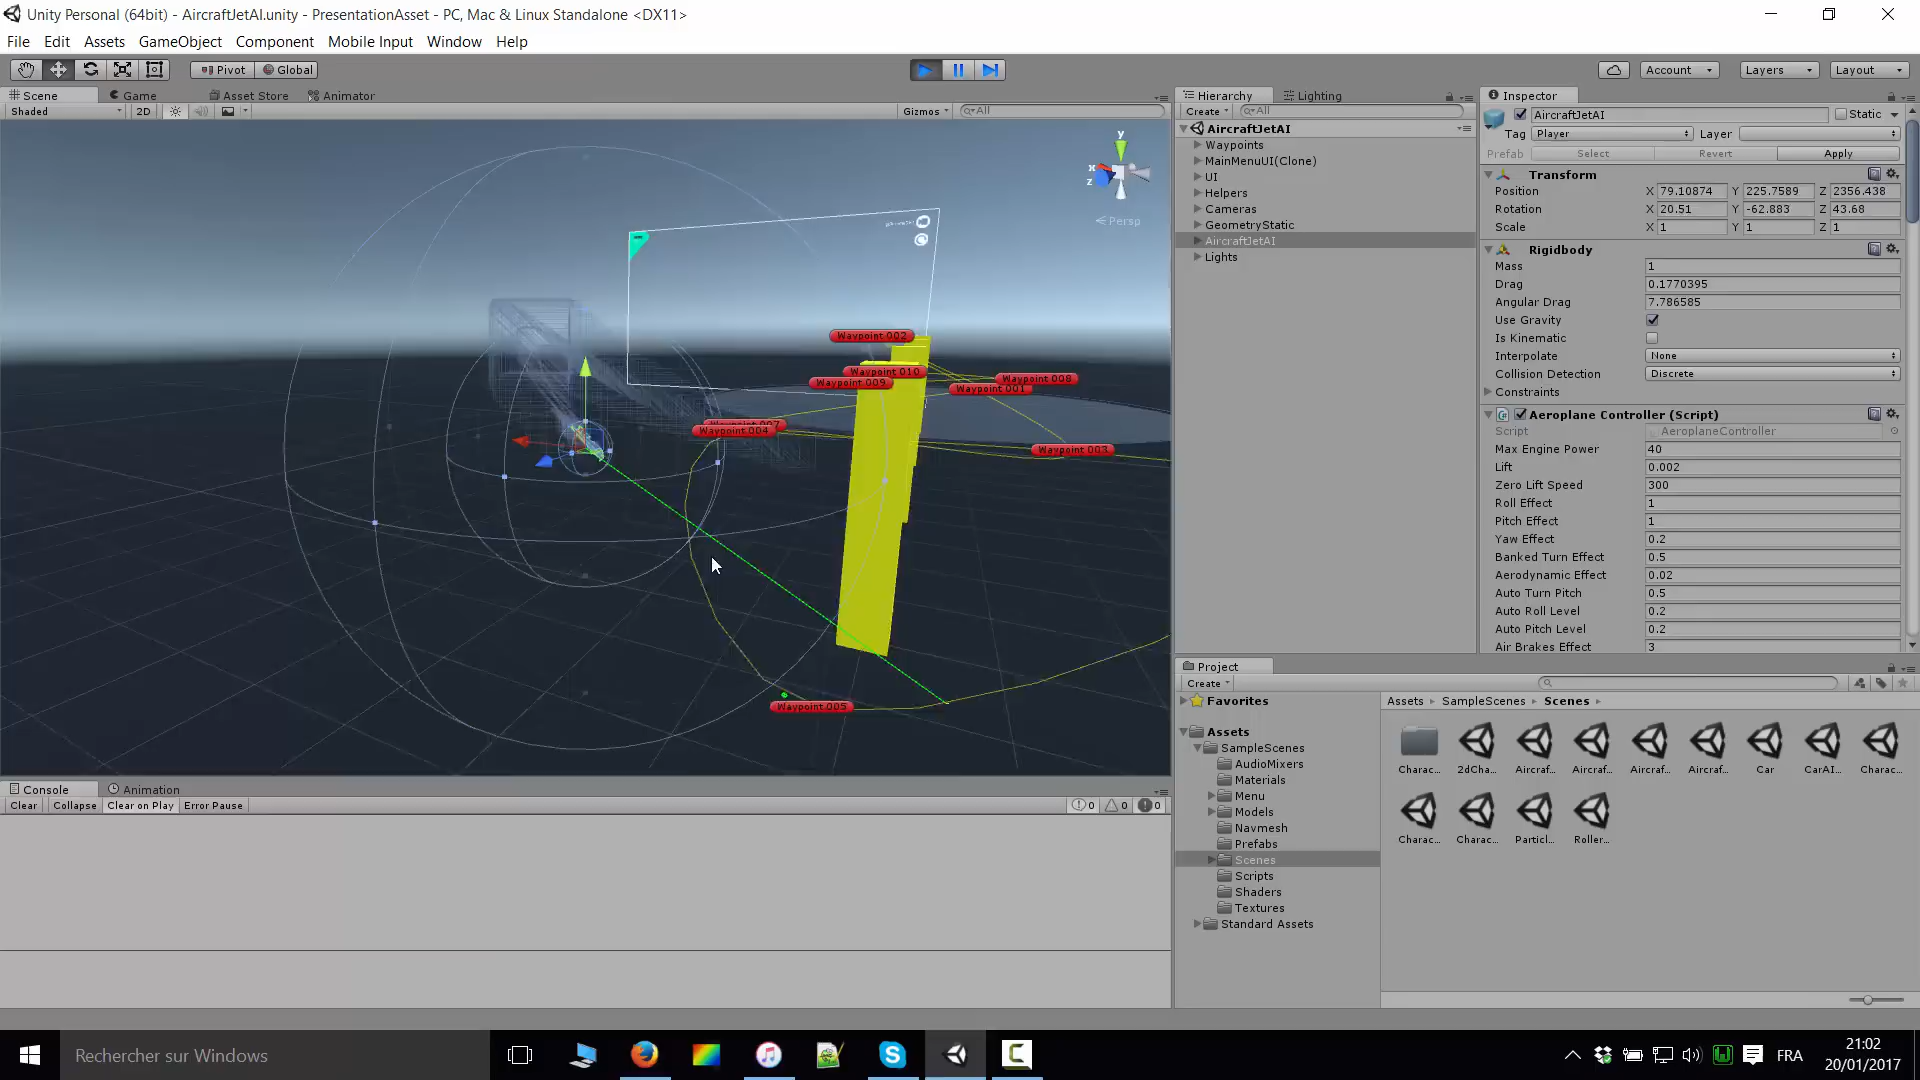 Unity Personal (64bit) - AircraftJetAI.unity - PresentationAsset - PC, Mac & Linux Standalone <DX11>
File Edit Assets GameObject Component Mobile Input Window Help
Pivot Global Account Layers Layout
Scene Game Asset Store Animator
Shaded 2D Gizmos All
y
x
z
Persp
Waypoint 002
Waypoint 010
Waypoint 009
Waypoint 008
Waypoint 001
Waypoint 007
Waypoint 004
Waypoint 003
Waypoint 005
Hierarchy Lighting
Create All
AircraftJetAI
Waypoints
MainMenuUI(Clone)
UI
Helpers
Cameras
GeometryStatic
AircraftJetAI
Lights
Inspector
AircraftJetAI Static
Tag Player Layer
Prefab Select Revert Apply
Transform
Position X 79.10874 Y 225.7589 Z 2356.438
Rotation X 20.51 Y -62.883 Z 43.68
Scale X 1 Y 1 Z 1
Rigidbody
Mass 1
Drag 0.1770395
Angular Drag 7.786585
Use Gravity
Is Kinematic
Interpolate None
Collision Detection Discrete
Constraints
Aeroplane Controller (Script)
Script AeroplaneController
Max Engine Power 40
Lift 0.002
Zero Lift Speed 300
Roll Effect 1
Pitch Effect 1
Yaw Effect 0.2
Banked Turn Effect 0.5
Aerodynamic Effect 0.02
Auto Turn Pitch 0.5
Auto Roll Level 0.2
Auto Pitch Level 0.2
Air Brakes Effect 3
Console Animation
Clear Collapse Clear on Play Error Pause 0 0 0
Project
Create
Favorites
Assets
SampleScenes
AudioMixers
Materials
Menu
Models
Navmesh
Prefabs
Scenes
Scripts
Shaders
Textures
Standard Assets
Assets SampleScenes Scenes
Charac... 2dCha... Aircraf... Aircraf... Aircraf... Aircraf... Car CarAI... Charac...
Charac... Charac... Particl... Roller...
Rechercher sur Windows
FRA
21:02
20/01/2017